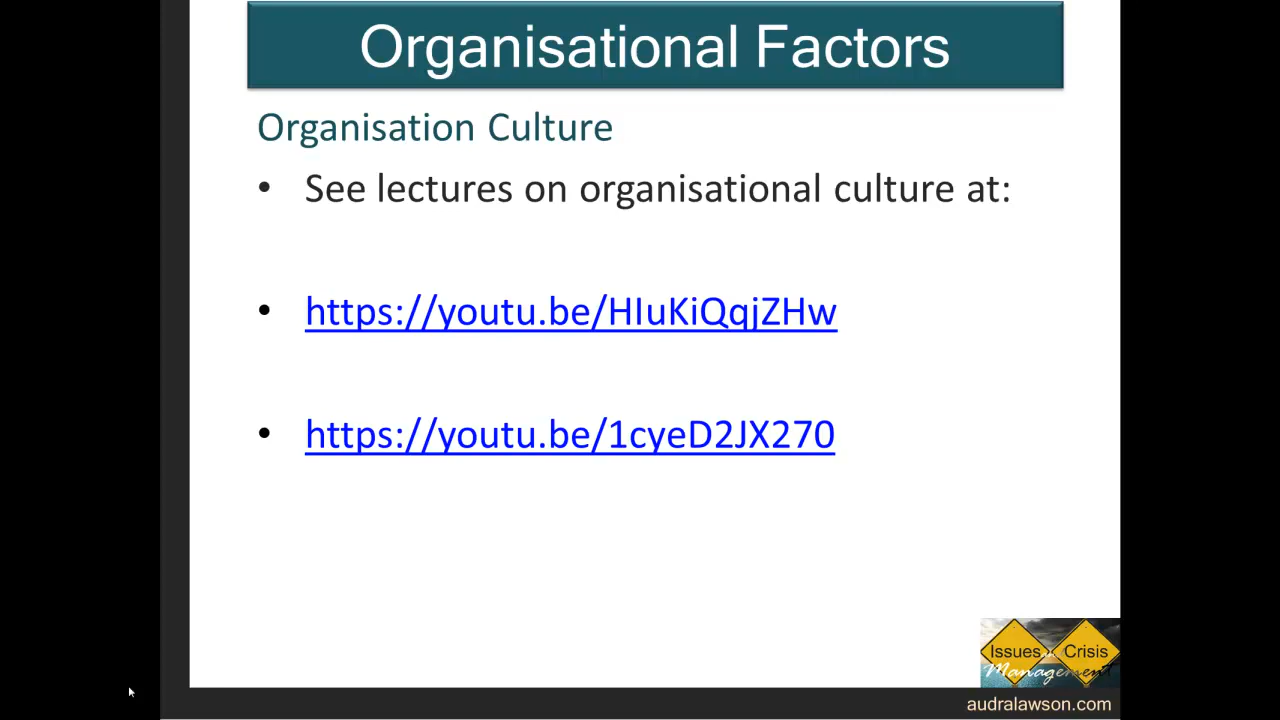 Organisational Factors
Organisation Culture
• See lectures on organisational culture at:
• https://youtu.be/HIuKiQqjZHw
• https://youtu.be/1cyeD2JX270
Issues Crisis
Management
audralawson.com